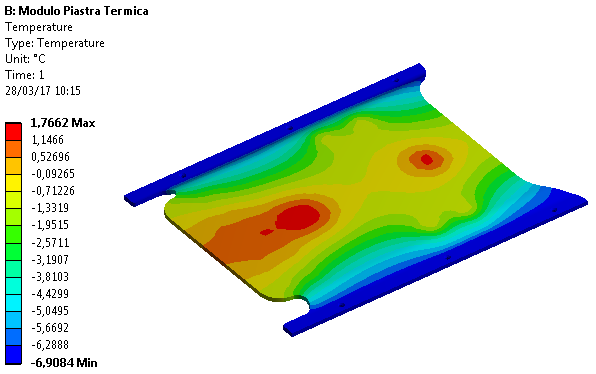 B: Modulo Piastra Termica
Temperature
Type: Temperature
Unit: °C
Time: 1
28/03/17 10:15
1,7662 Max
1,1466
0,52696
-0,09265
-0,71226
-1,3319
-1,9515
-2,5711
-3,1907
-3,8103
-4,4299
-5,0495
-5,6692
-6,2888
-6,9084 Min